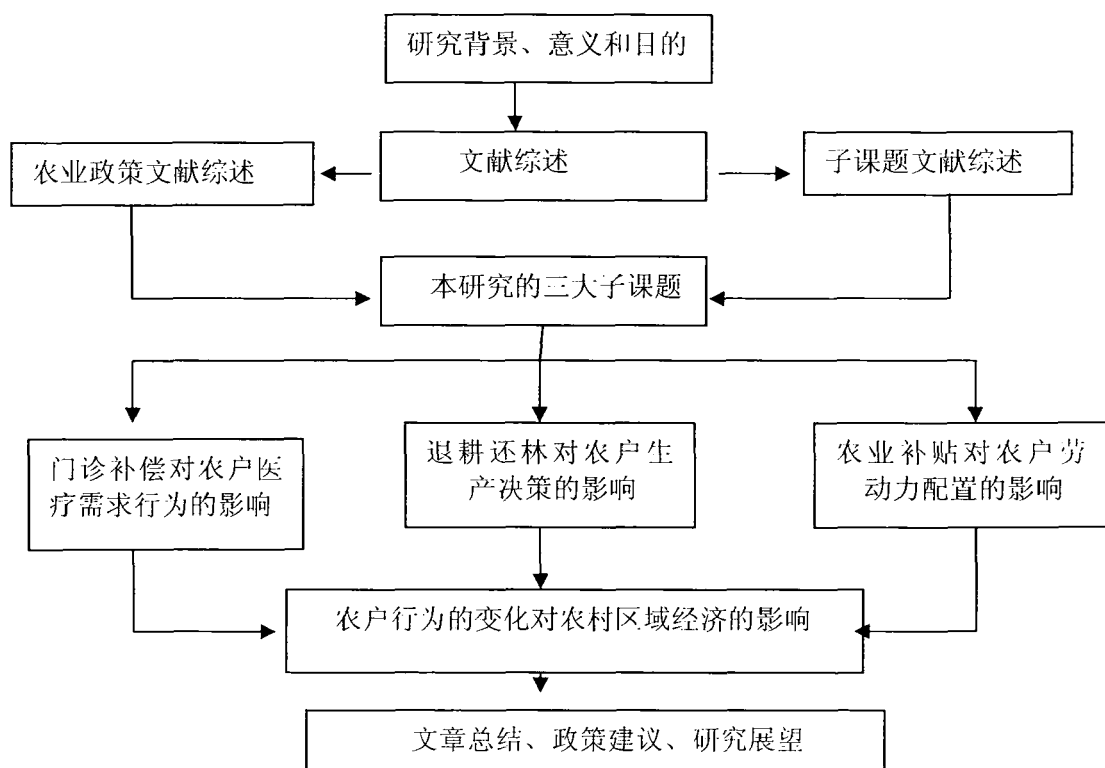 研究背景、意义和目的
文献综述
农业政策文献综述
子课题文献综述
本研究的三大子课题
门诊补偿对农户医
疗需求行为的影响
退耕还林对农户生
产决策的影响
农业补贴对农户劳
动力配置的影响
农户行为的变化对农村区域经济的影响
文章总结、政策建议、研究展望